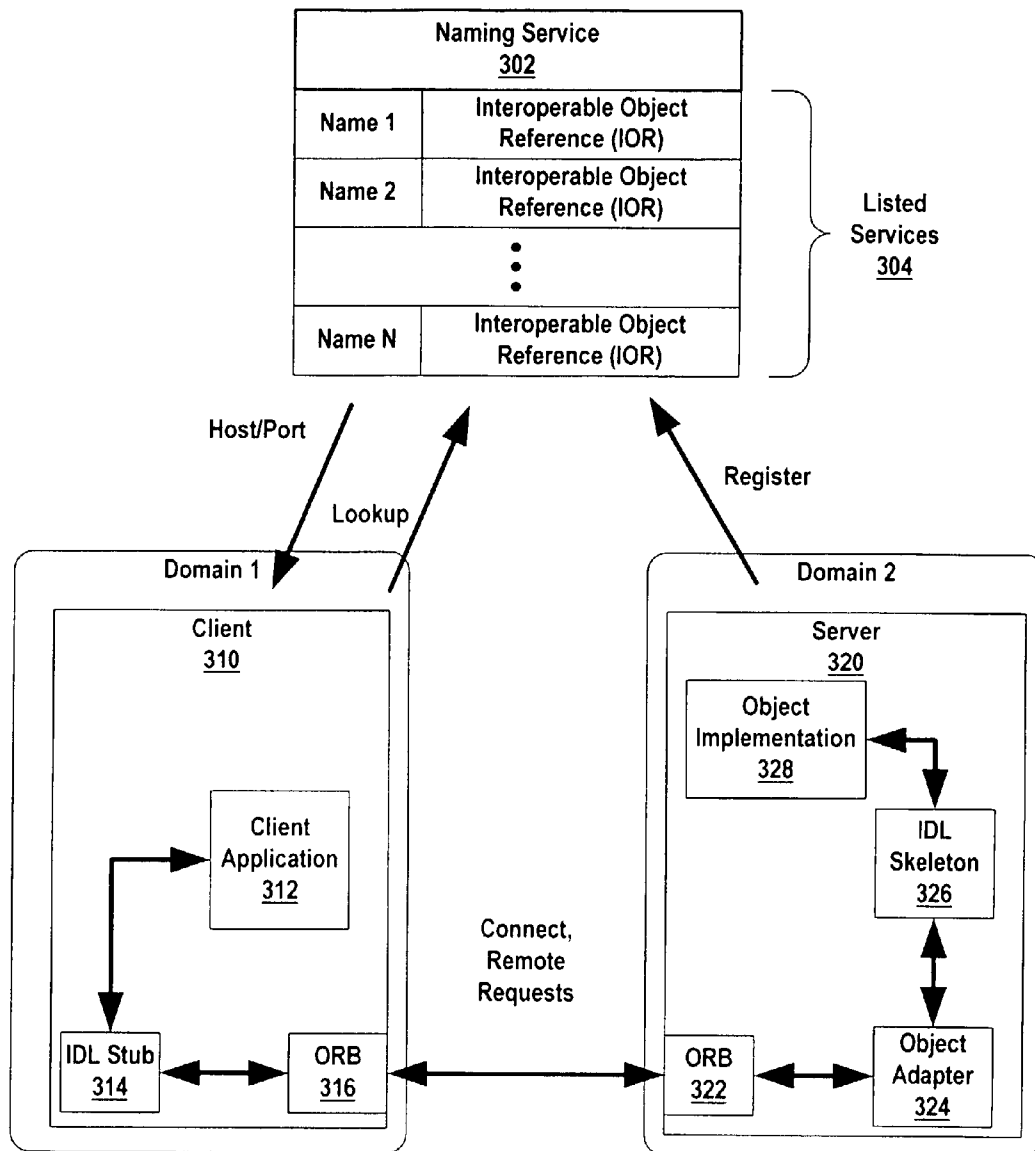 Naming Service
302
Name 1
Interoperable Object
Reference (IOR)
Name 2
Interoperable Object
Reference (IOR)
Name N
Interoperable Object
Reference (IOR)
Listed
Services
304
Host/Port
Lookup
Register
Domain 1
Client
310
Client
Application
312
IDL Stub
314
ORB
316
Connect,
Remote
Requests
Domain 2
Server
320
Object
Implementation
328
IDL
Skeleton
326
ORB
322
Object
Adapter
324